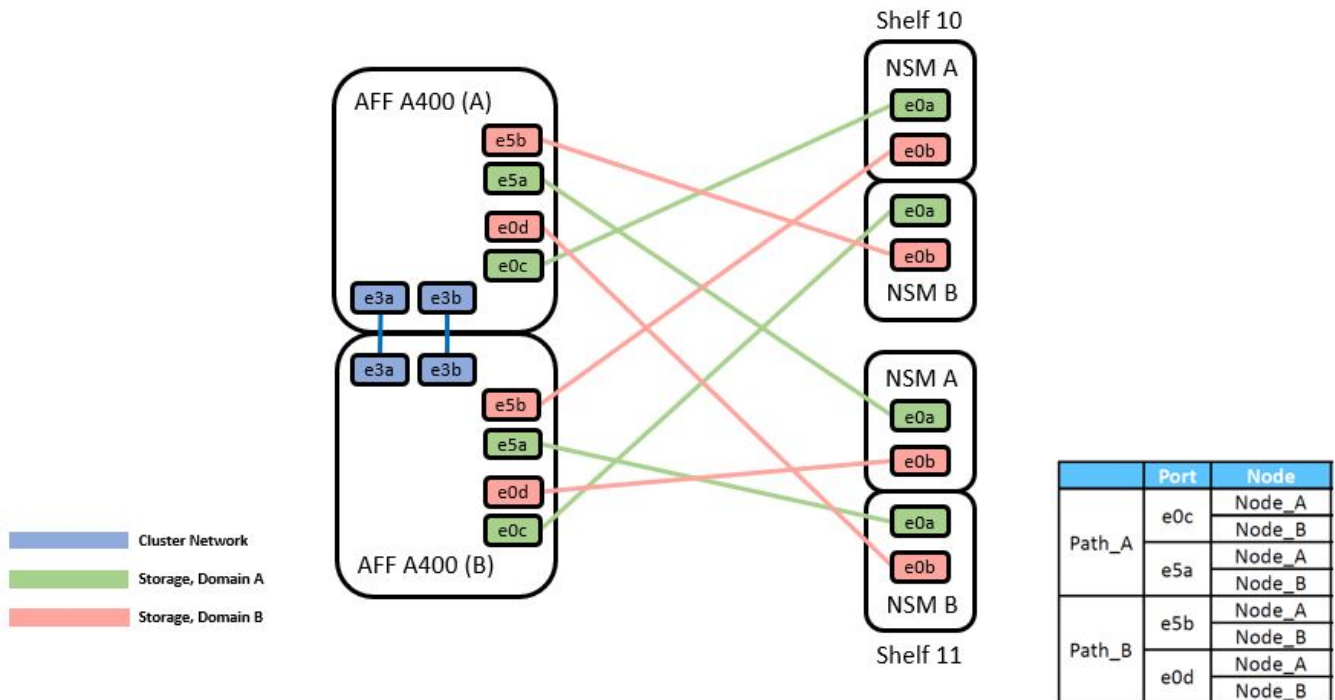 Shelf 10
AFF A400 (A)
e5b
e5a
e0d
e0c
e3a e3b
NSM A
e0a
e0b
e0a
e0b
NSM B
e3a e3b
e5b
e5a
e0d
e0c
AFF A400 (B)
NSM A
e0a
e0b
e0a
e0b
NSM B
Shelf 11
Cluster Network
Storage, Domain A
Storage, Domain B
Port Node
Path_A e0c Node_A
Node_B
e5a Node_A
Node_B
Path_B e5b Node_A
Node_B
e0d Node_A
Node_B